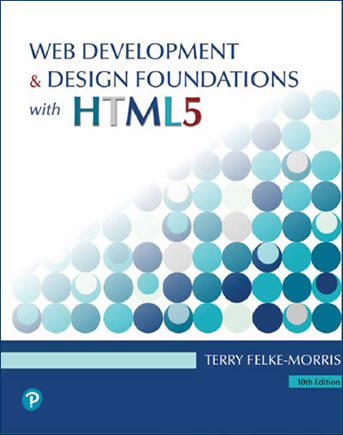 WEB DEVELOPMENT
& DESIGN FOUNDATIONS
with HTML5
TERRY FELKE-MORRIS
10th Edition
P